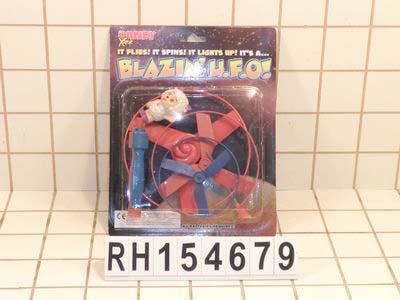 IT FLIES! IT SPINS! IT LIGHTS UP! IT'S A...
BLAZIN' U.F.O!
RH154679